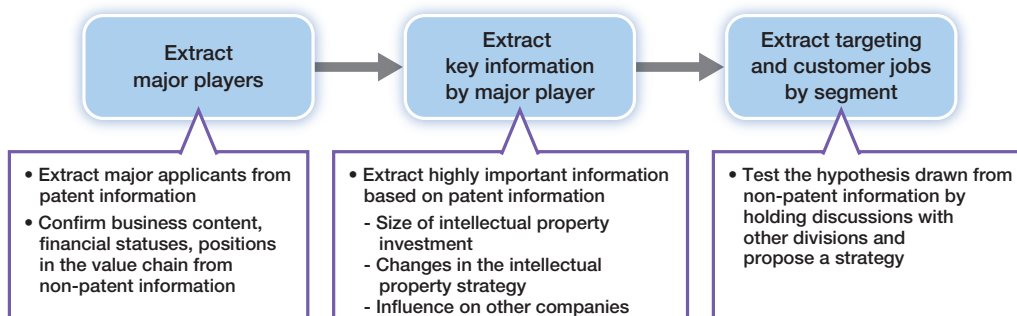 Extract
major players
Extract
key information
by major player
Extract targeting
and customer jobs
by segment
• Extract major applicants from
patent information
• Confirm business content,
financial statuses, positions
in the value chain from
non-patent information
• Extract highly important information
based on patent information
- Size of intellectual property
investment
- Changes in the intellectual
property strategy
- Influence on other companies
• Test the hypothesis drawn from
non-patent information by
holding discussions with
other divisions and
propose a strategy